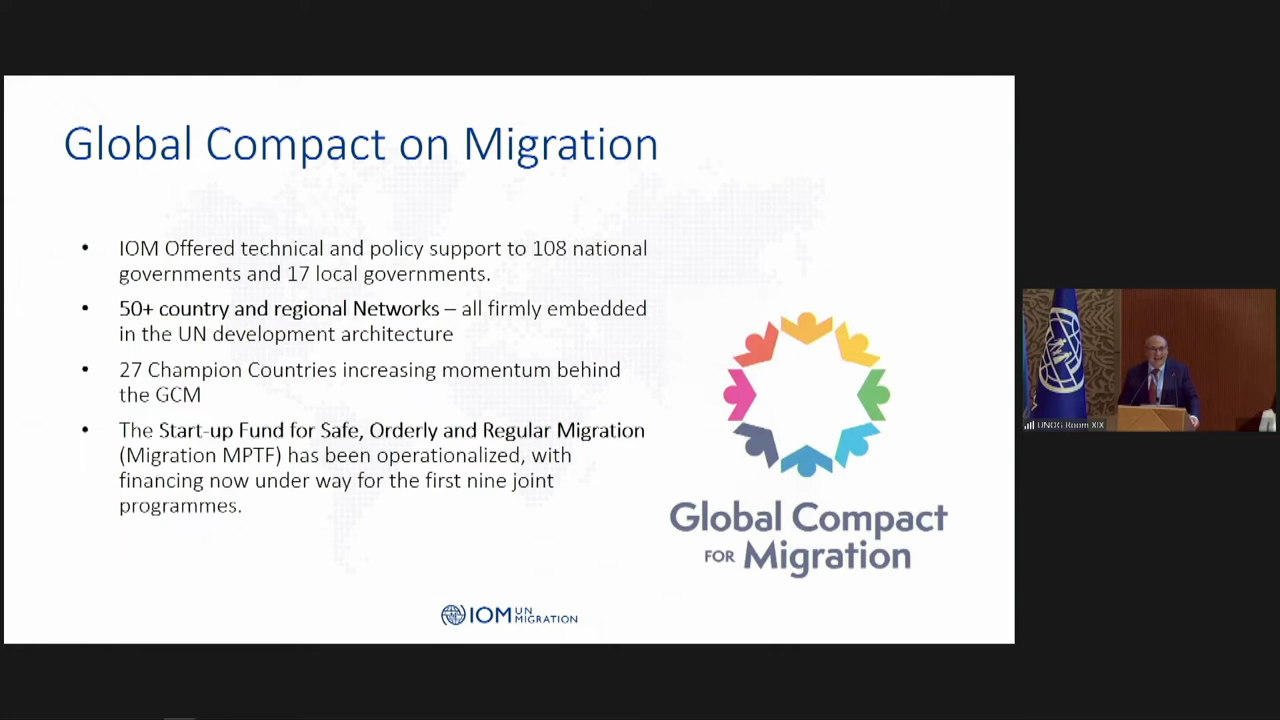 Global Compact on Migration
• IOM Offered technical and policy support to 108 national
governments and 17 local governments.
• 50+ country and regional Networks – all firmly embedded
in the UN development architecture
• 27 Champion Countries increasing momentum behind
the GCM
• The Start-up Fund for Safe, Orderly and Regular Migration
(Migration MPTF) has been operationalized, with
financing now under way for the first nine joint
programmes.
Global Compact
FOR Migration
IOM UN
MIGRATION
UNOG Room XIX